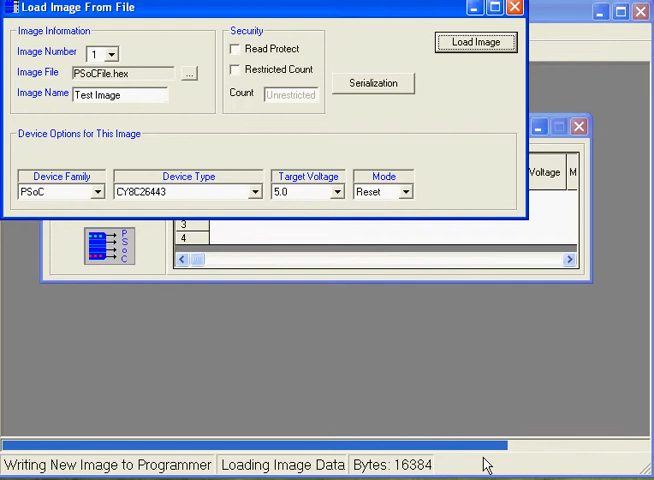 Load Image From File
Image Information
Image Number 1
Image File PSoCFile.hex ...
Image Name Test Image
Security
Read Protect
Restricted Count
Count Unrestricted
Load Image
Serialization
Device Options for This Image
Device Family Device Type Target Voltage Mode
PSoC CY8C26443 5.0 Reset
Voltage M
3
4
PSoC
Writing New Image to Programmer Loading Image Data Bytes: 16384